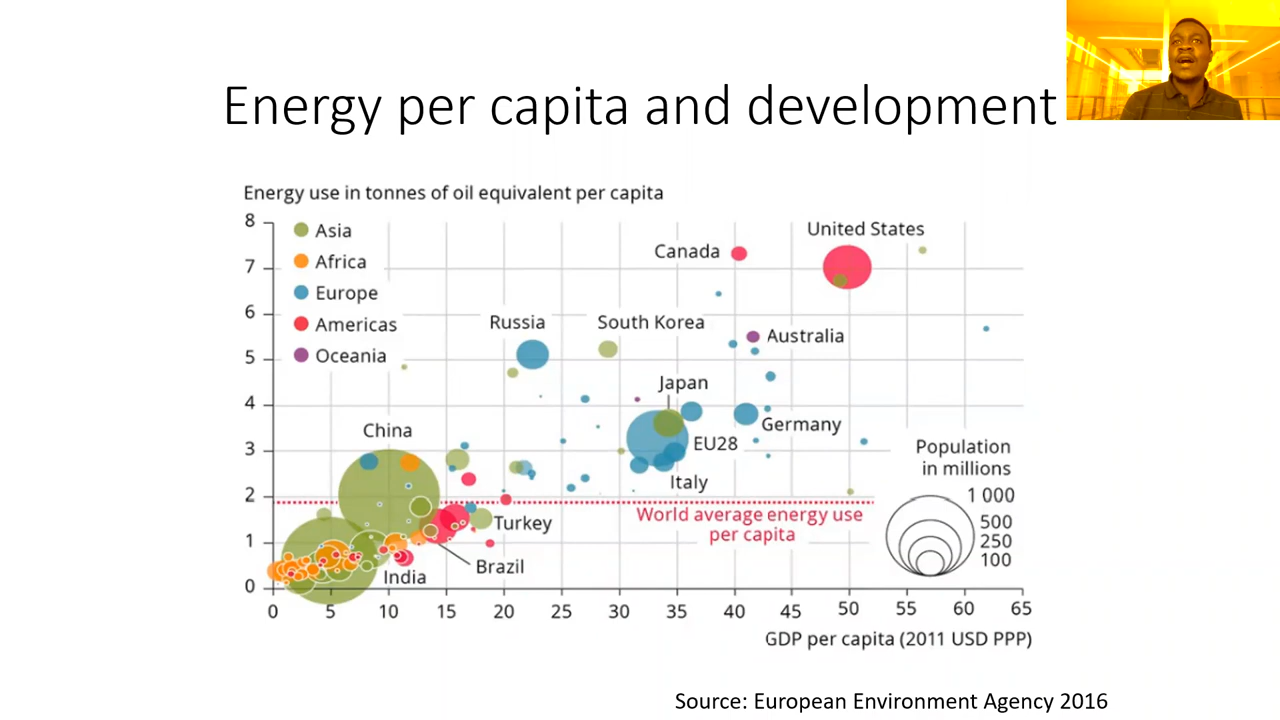 Energy per capita and development
Energy use in tonnes of oil equivalent per capita
8
7
6
5
4
3
2
1
0
Asia
Africa
Europe
Americas
Oceania
United States
Canada
Russia
South Korea
Australia
Japan
China
Germany
EU28
Italy
World average energy use
per capita
Turkey
Brazil
India
Population
in millions
1 000
500
250
100
0 5 10 15 20 25 30 35 40 45 50 55 60 65
GDP per capita (2011 USD PPP)
Source: European Environment Agency 2016